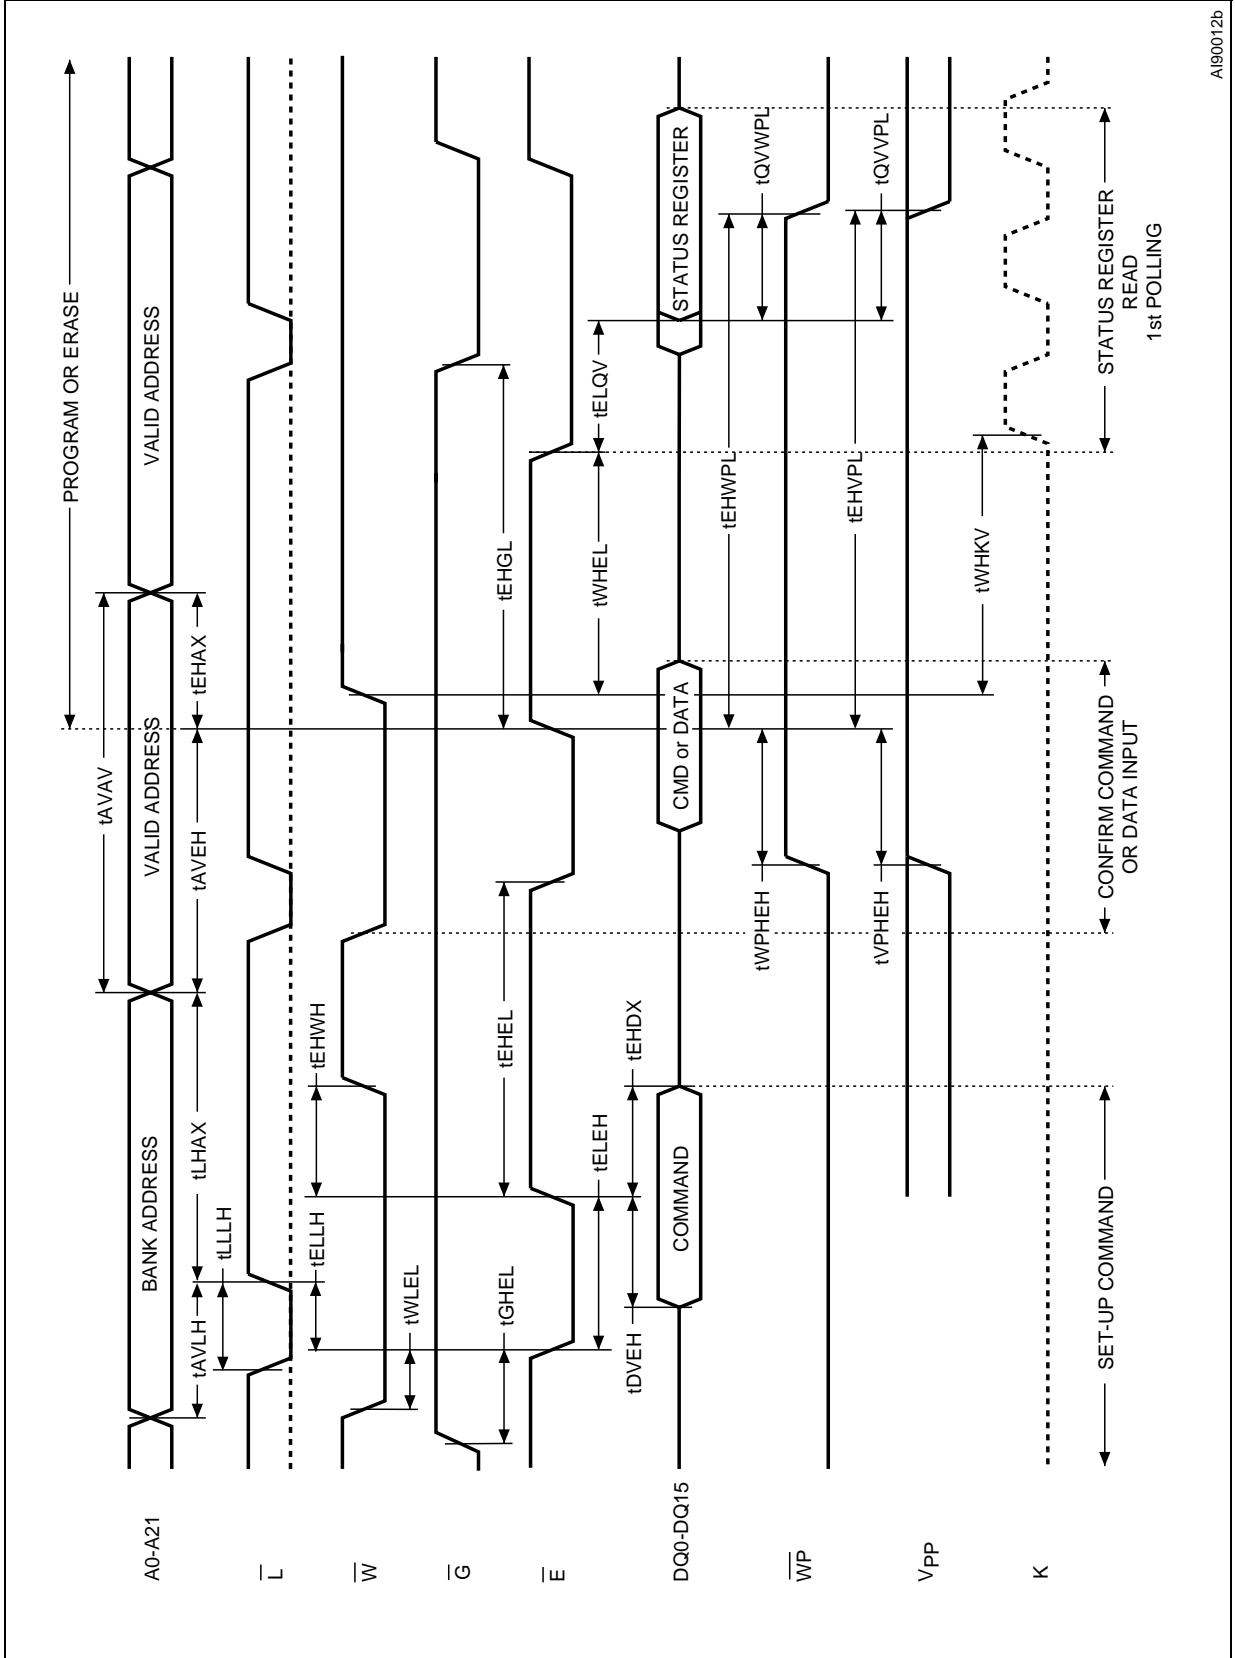 PROGRAM OR ERASE
tAVAV
A0-A21
BANK ADDRESS
VALID ADDRESS
VALID ADDRESS
tAVLH
tLHAX
tAVEH
tEHAX
tLLLH
L
tELLH
tEHWH
W
tWLEL
G
tGHEL
tEHEL
tEHGL
E
tELEH
tWHEL
tELQV
tDVEH
tEHDX
DQ0-DQ15
COMMAND
CMD or DATA
STATUS REGISTER
tEHWPL
tWPHEH
tQVWPL
WP
tEHVPL
tVPHEH
tQVVPL
VPP
tWHKV
K
SET-UP COMMAND
CONFIRM COMMAND
OR DATA INPUT
STATUS REGISTER
READ
1st POLLING
AI90012b